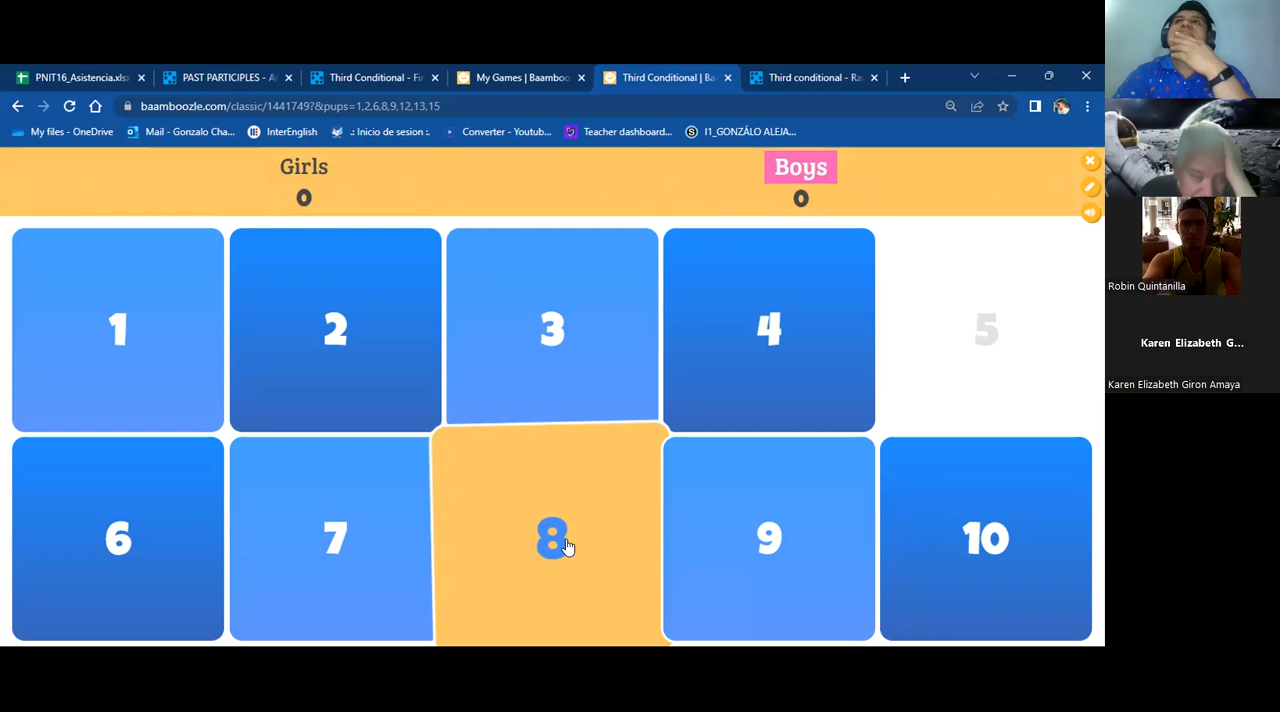 PNIT16_Asistencia.xlsx
PAST PARTICIPLES - A
Third Conditional - Fi
My Games | Baamboo
Third Conditional | Ba
Third conditional - Ra
baamboozle.com/classic/1441749?8&pups=1,2,6,8,9,12,13,15
My files - OneDrive
Mail - Gonzalo Cha...
InterEnglish
.: Inicio de sesion :.
Converter - Youtub...
Teacher dashboard...
I1_GONZÁLO ALEJA...
Girls
0
Boys
0
1
2
3
4
5
6
7
8
9
10
Robin Quintanilla
Karen Elizabeth G...
Karen Elizabeth Giron Amaya